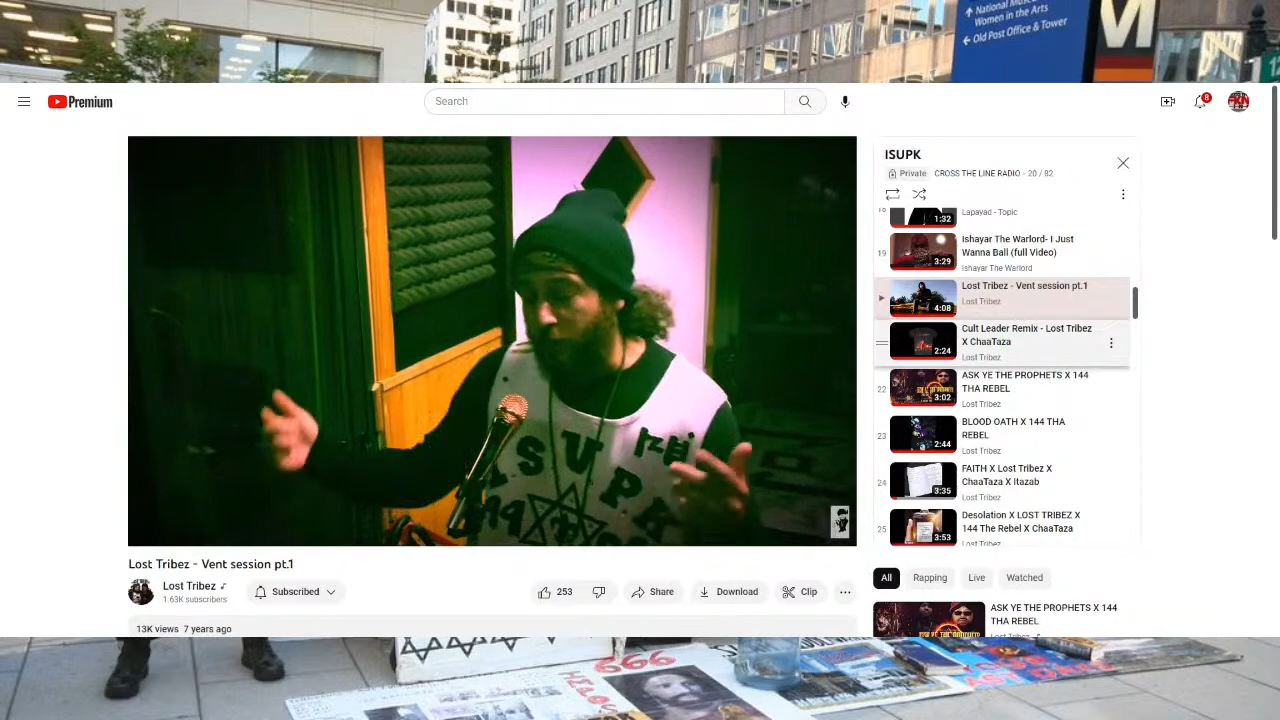 National Museum
Women in the Arts
Old Post Office & Tower
M
12
Premium
Search
8
ISUPK
Private CROSS THE LINE RADIO - 20 / 82
1:32
Lapayad - Topic
19
3:29
Ishayar The Warlord- I Just
Wanna Ball (full Video)
Ishayar The Warlord
4:08
Lost Tribez - Vent session pt.1
Lost Tribez
2:24
Cult Leader Remix - Lost Tribez
X ChaaTaza
Lost Tribez
22
3:02
ASK YE THE PROPHETS X 144
THA REBEL
Lost Tribez
23
2:44
BLOOD OATH X 144 THA
REBEL
Lost Tribez
24
3:35
FAITH X Lost Tribez X
ChaaTaza X Itazab
Lost Tribez
25
3:53
Desolation X LOST TRIBEZ X
144 The Rebel X ChaaTaza
Lost Tribez
ISUPK
Lost Tribez - Vent session pt.1
Lost Tribez
1.63K subscribers
Subscribed
253
Share
Download
Clip
13K views 7 years ago
All
Rapping
Live
Watched
ASK YE THE PROPHETS X 144
THA REBEL
Lost Tribez
666